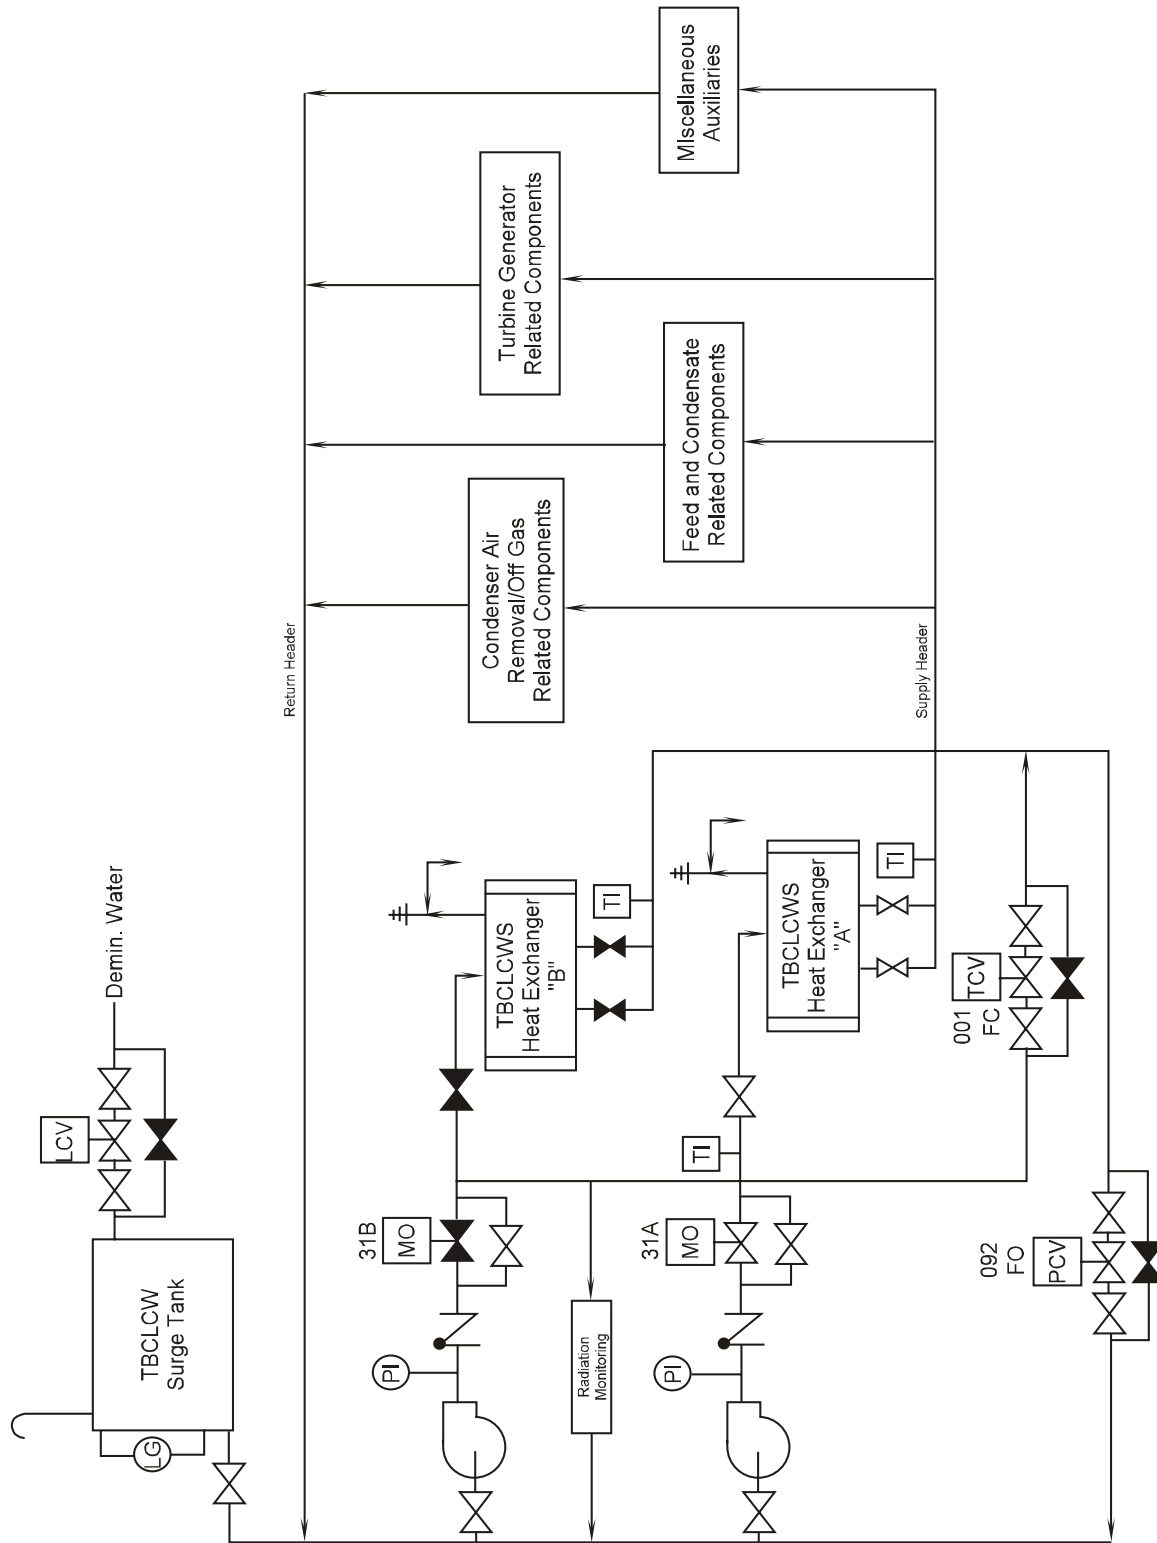 MIscellaneous
Auxiliaries
Turbine Generator
Related Components
Feed and Condensate
Related Components
Condenser Air
Removal/Off Gas
Related Components
Return Header
Supply Header
Demin. Water
LCV
TBCLCW
Surge Tank
LG
TBCLCWS
Heat Exchanger
"B"
TI
TBCLCWS
Heat Exchanger
"A"
TI
TI
001
FC
TCV
31B
MO
31A
MO
092
FO
PCV
PI
PI
Radiation
Monitoring